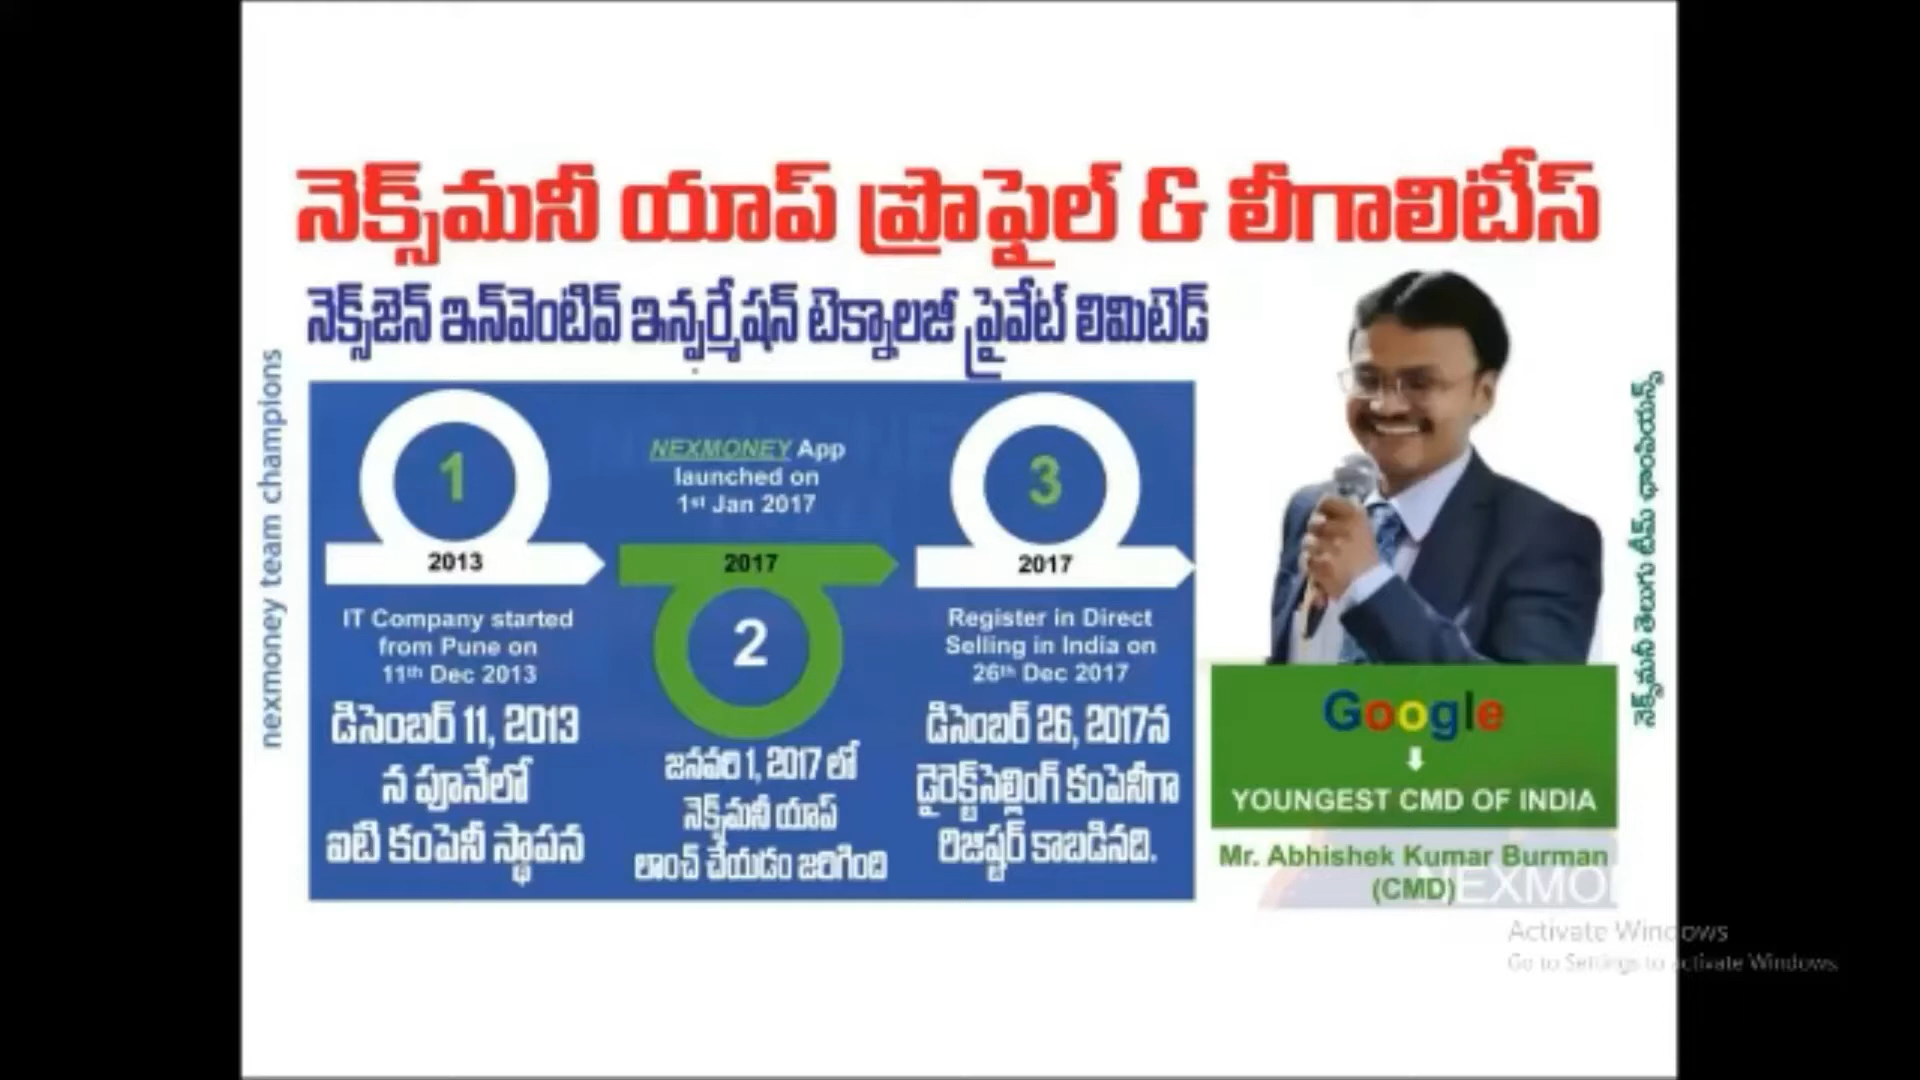 నెక్స్‌మనీ యాప్ ప్రొఫైల్ & లీగాలిటీస్
నెక్స్‌జెన్ ఇన్‌వెంటివ్ ఇన్ఫర్మేషన్ టెక్నాలజీ ప్రైవేట్ లిమిటెడ్
nexmoney team champions
1
2013
IT Company started
from Pune on
11th Dec 2013
డిసెంబర్ 11, 2013
న పూనేలో
ఐటి కంపెనీ స్థాపన
NEXMONEY App
launched on
1st Jan 2017
2017
2
జనవరి 1, 2017 లో
నెక్స్‌మనీ యాప్
లాంచ్ చేయడం జరిగింది
3
2017
Register in Direct
Selling in India on
26th Dec 2017
డిసెంబర్ 26, 2017న
డైరెక్ట్‌సెల్లింగ్ కంపెనీగా
రిజిష్టర్ కాబడినది.
Google
YOUNGEST CMD OF INDIA
Mr. Abhishek Kumar Burman
(CMD)
NEXMO
నెక్స్‌మనీ తెలుగు టీమ్ ఛాంపియన్స్
Activate Windows
Go to Settings to activate Windows.